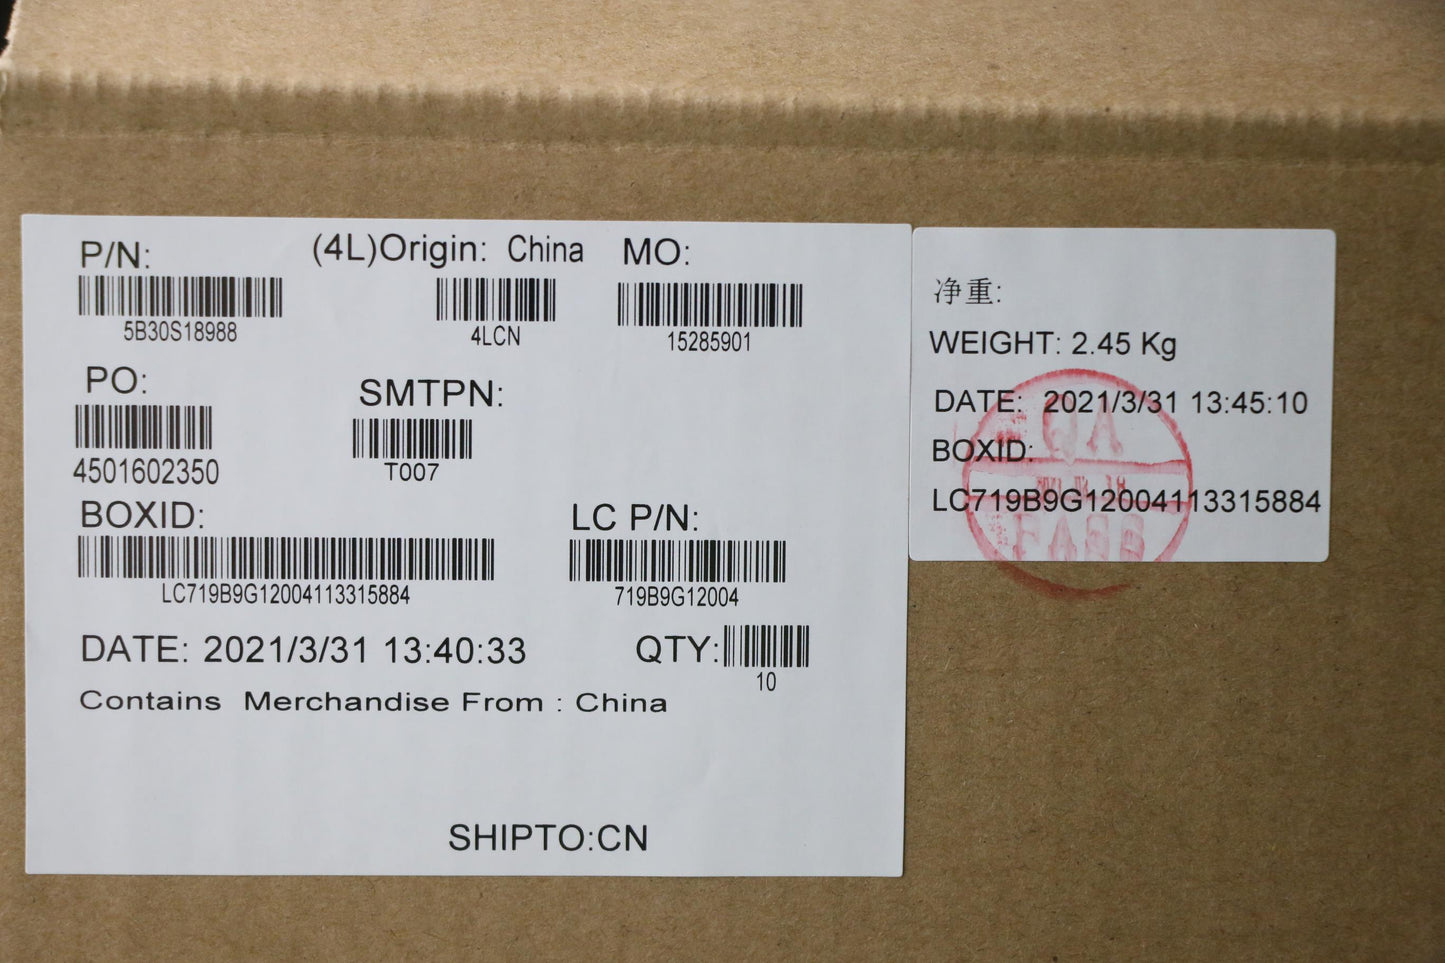 P/N: (4L)Origin: China MO:
5B30S18988 4LCN 15285901
PO: SMTPN:
4501602350 T007
BOXID: LC P/N:
LC719B9G12004113315884 719B9G12004
DATE: 2021/3/31 13:40:33 QTY:
10
Contains Merchandise From : China
SHIPTO:CN
净重:
WEIGHT: 2.45 Kg
DATE: 2021/3/31 13:45:10
BOXID:
LC719B9G12004113315884
QA